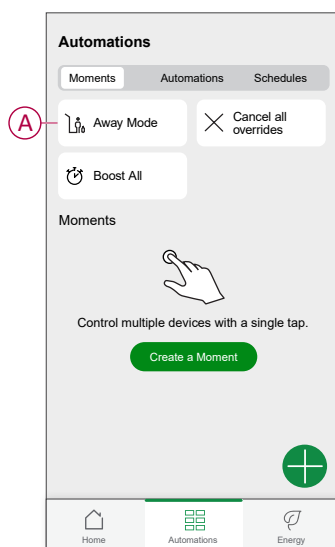 Automations
Moments Automations Schedules
A
Away Mode
Cancel all
overrides
Boost All
Moments
Control multiple devices with a single tap.
Create a Moment
Home Automations Energy